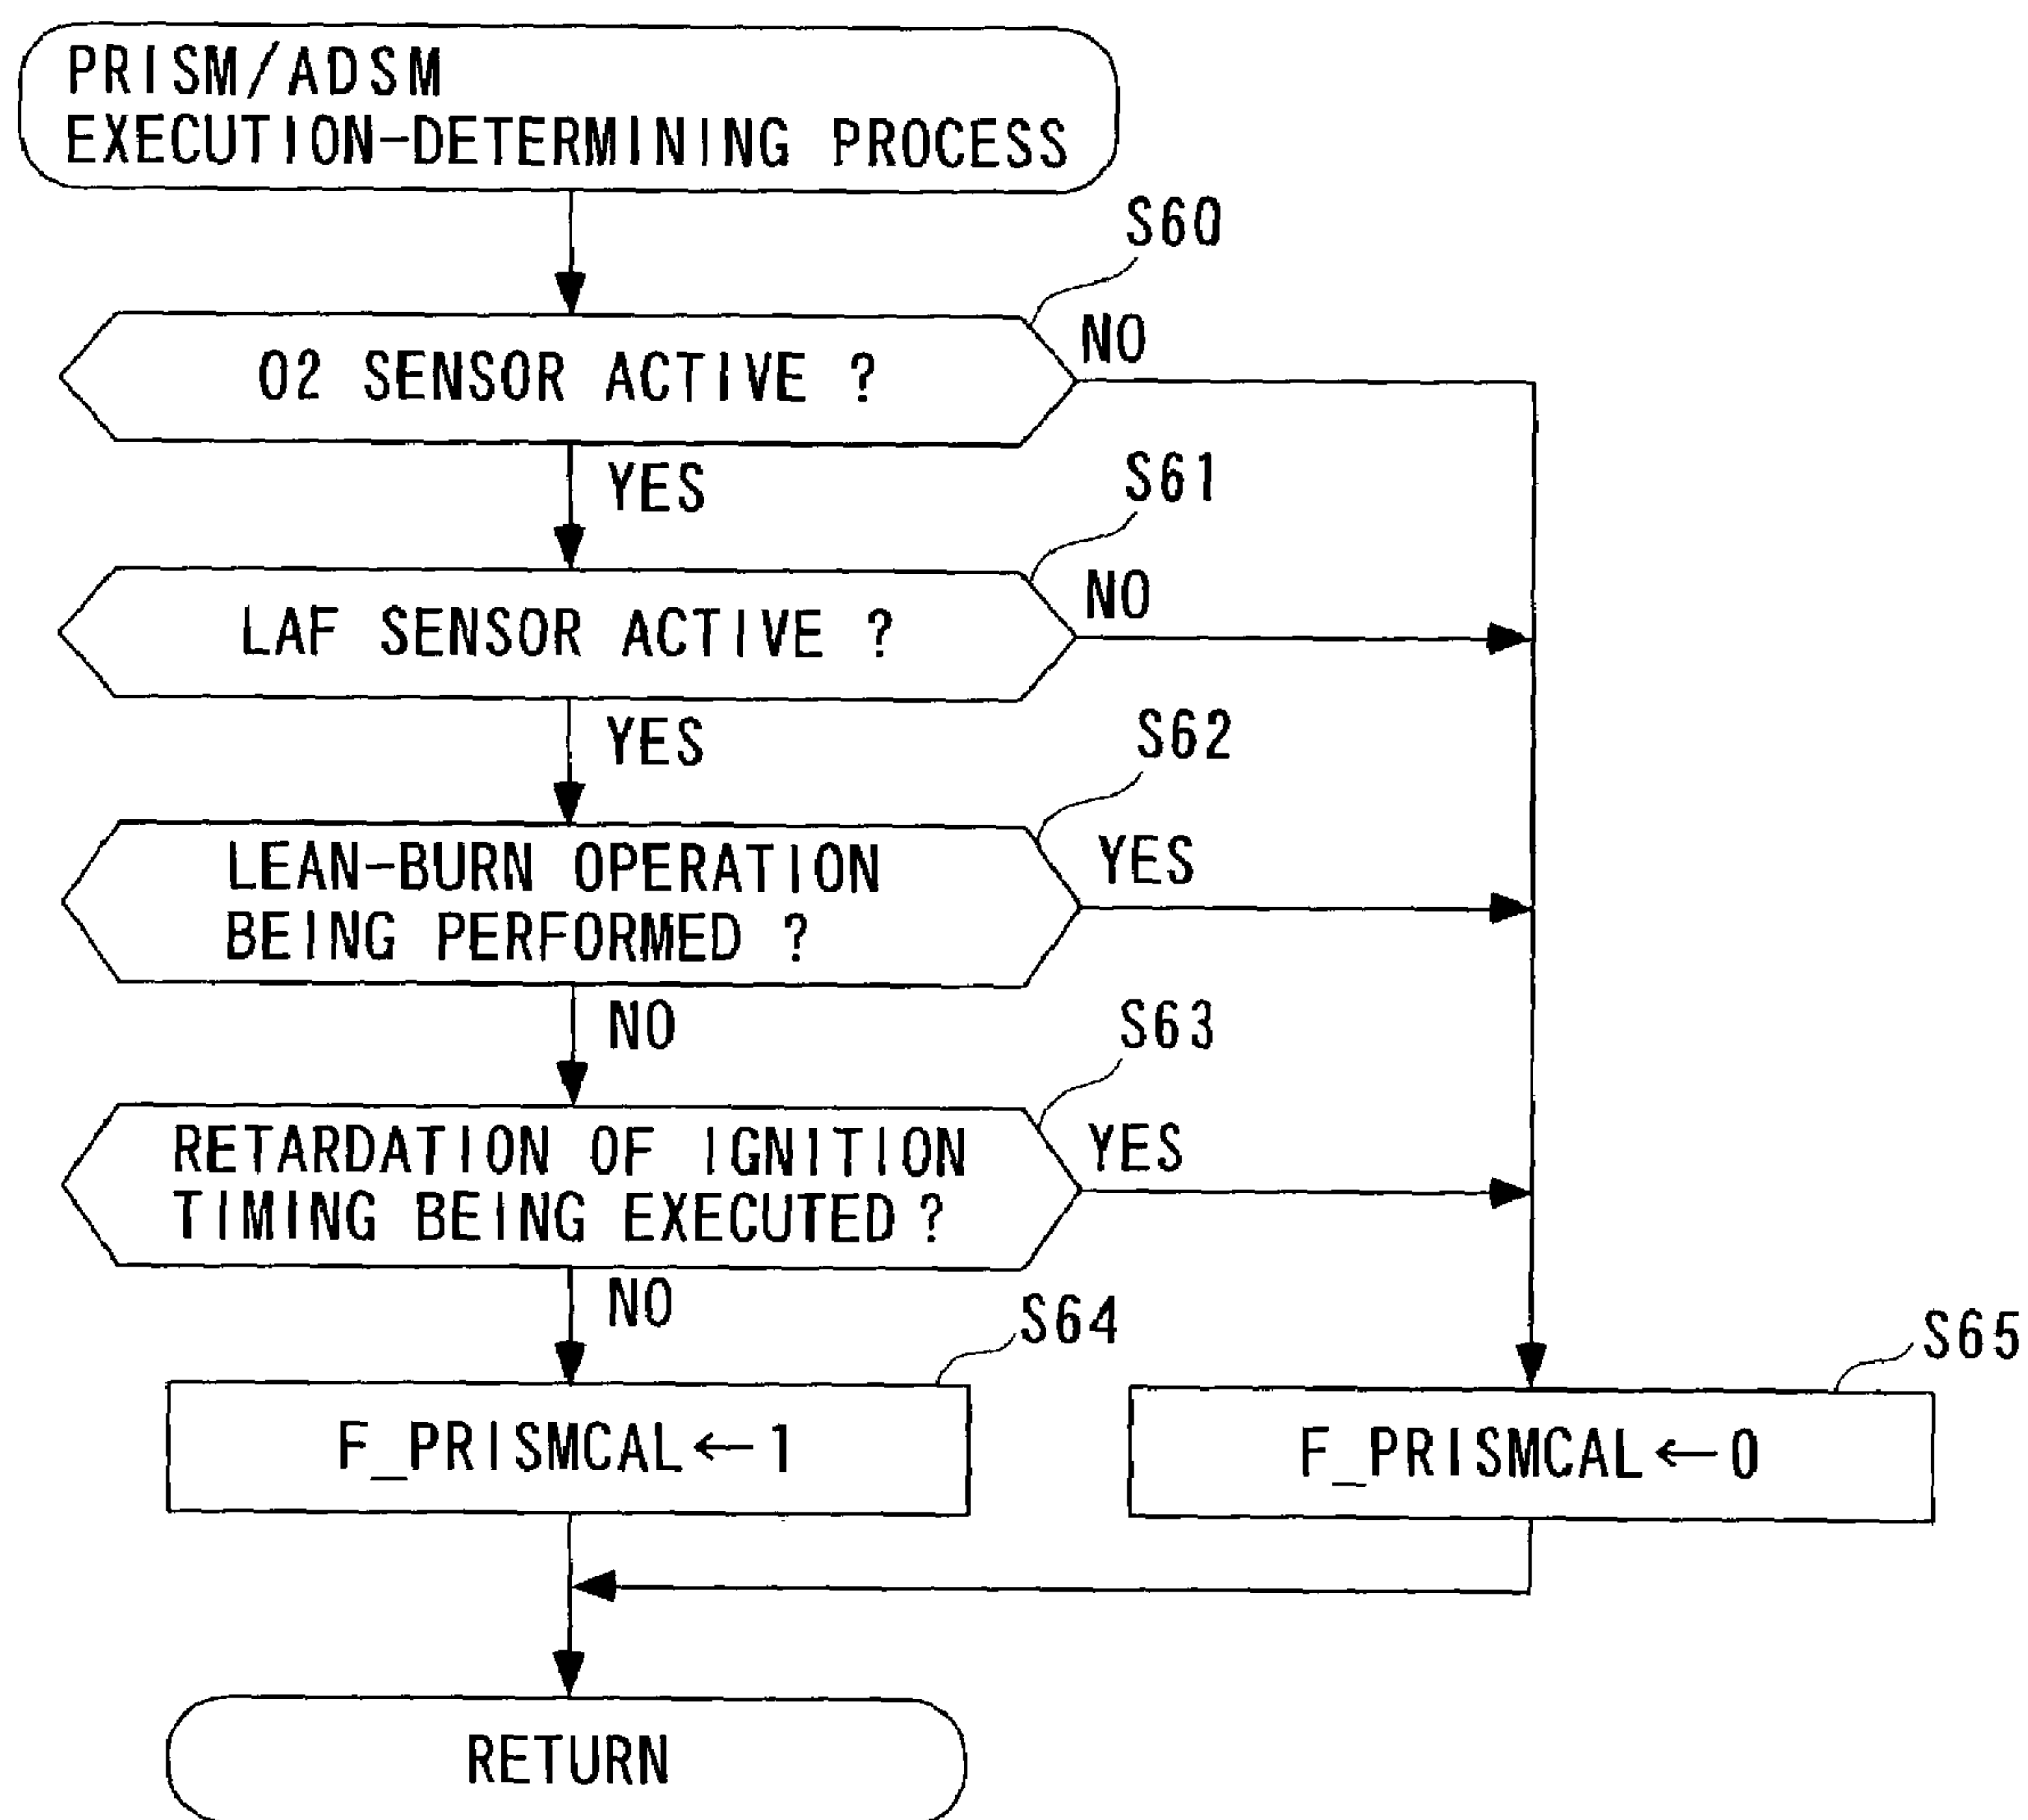 PRISM/ADSM
EXECUTION-DETERMINING PROCESS
S60
O2 SENSOR ACTIVE ?
NO
YES
S61
LAF SENSOR ACTIVE ?
NO
YES
S62
LEAN-BURN OPERATION
BEING PERFORMED ?
YES
NO
S63
RETARDATION OF IGNITION
TIMING BEING EXECUTED ?
YES
NO
S64
F_PRISMCAL←1
S65
F_PRISMCAL←0
RETURN